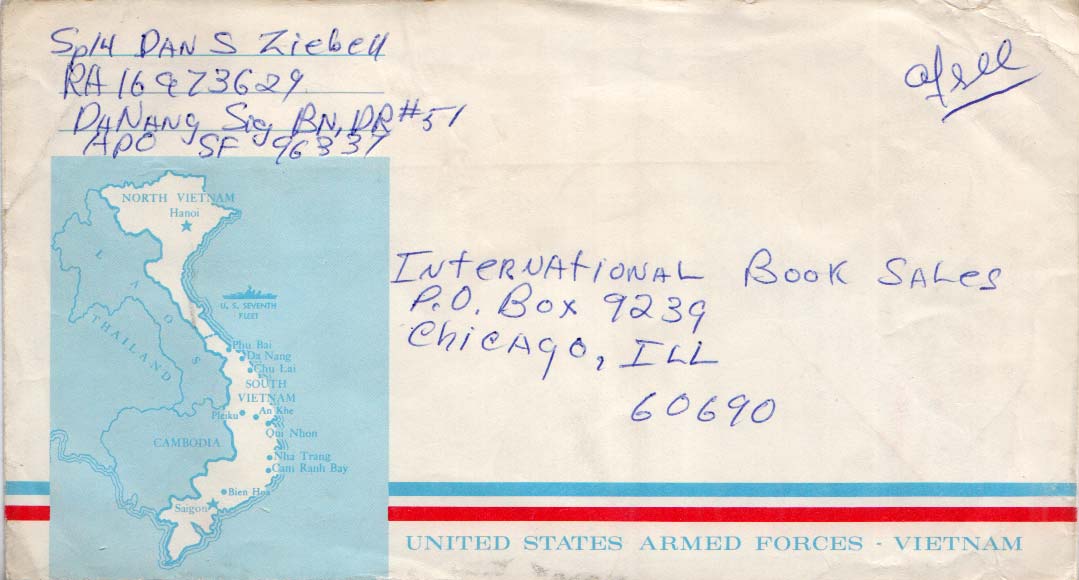 Sp/4 DAN S Ziebell
RA 16973629
DANANG Sig BN, DR #51
APO SF 96337
NORTH VIETNAM
Hanoi
LAOS
THAILAND
U. S. SEVENTH
FLEET
Phu Bai
Da Nang
Chu Lai
SOUTH
VIETNAM
Pleiku
An Khe
Qui Nhon
CAMBODIA
Nha Trang
Cam Ranh Bay
Bien Hoa
Saigon
INTERNATIONAL BOOK SALES
P.O. Box 9239
CHICAGO, ILL
60690
UNITED STATES ARMED FORCES - VIETNAM